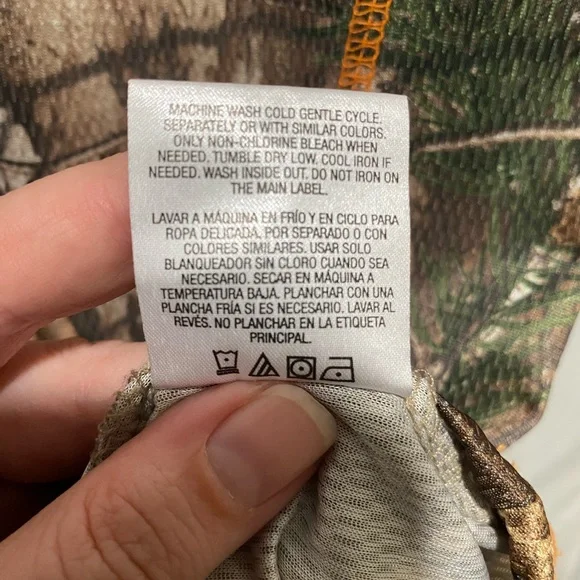 MACHINE WASH COLD GENTLE CYCLE.
SEPARATELY OR WITH SIMILAR COLORS.
ONLY NON-CHLORINE BLEACH WHEN
NEEDED. TUMBLE DRY LOW. COOL IRON IF
NEEDED. WASH INSIDE OUT. DO NOT IRON ON
THE MAIN LABEL.
LAVAR A MÁQUINA EN FRÍO Y EN CICLO PARA
ROPA DELICADA. POR SEPARADO O CON
COLORES SIMILARES. USAR SOLO
BLANQUEADOR SIN CLORO CUANDO SEA
NECESARIO. SECAR EN MÁQUINA A
TEMPERATURA BAJA. PLANCHAR CON UNA
PLANCHA FRÍA SI ES NECESARIO. LAVAR AL
REVÉS. NO PLANCHAR EN LA ETIQUETA
PRINCIPAL.